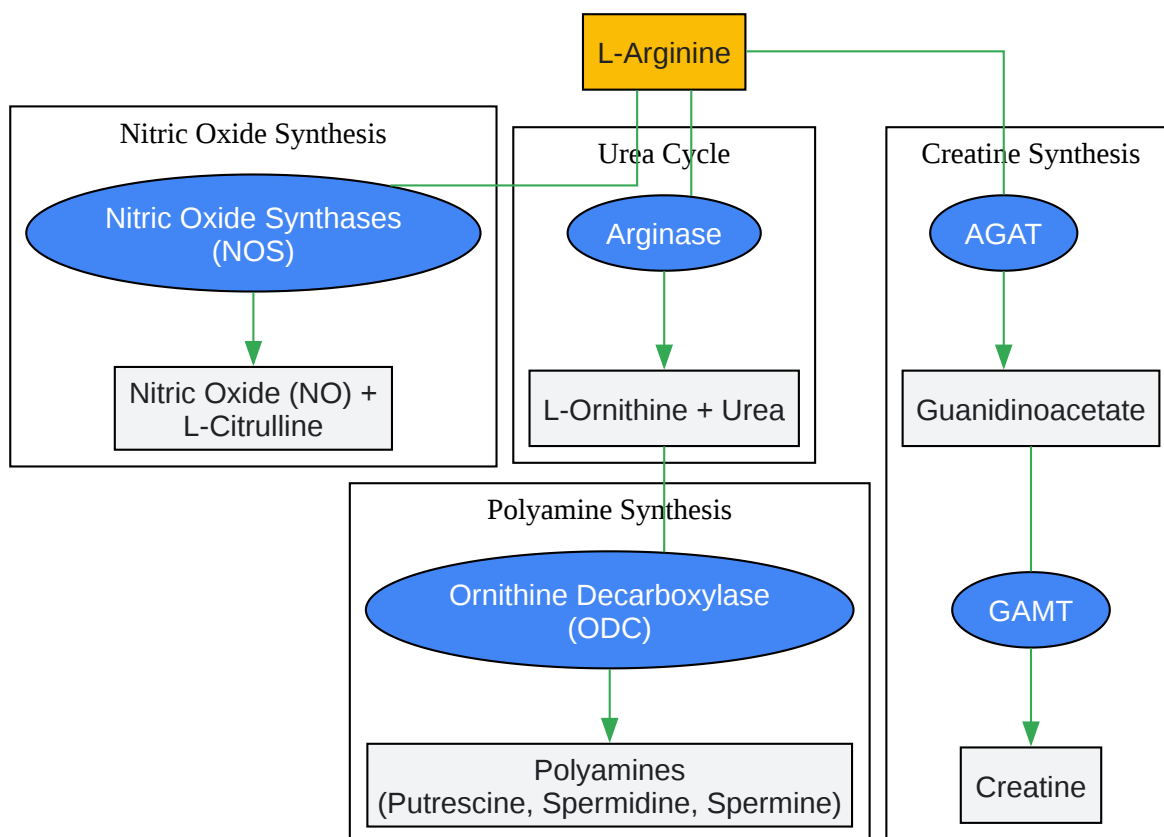 L-Arginine
Nitric Oxide Synthesis
Nitric Oxide Synthases
(NOS)
Nitric Oxide (NO) +
L-Citrulline
Urea Cycle
Arginase
L-Ornithine + Urea
Polyamine Synthesis
Ornithine Decarboxylase
(ODC)
Polyamines
(Putrescine, Spermidine, Spermine)
Creatine Synthesis
AGAT
Guanidinoacetate
GAMT
Creatine